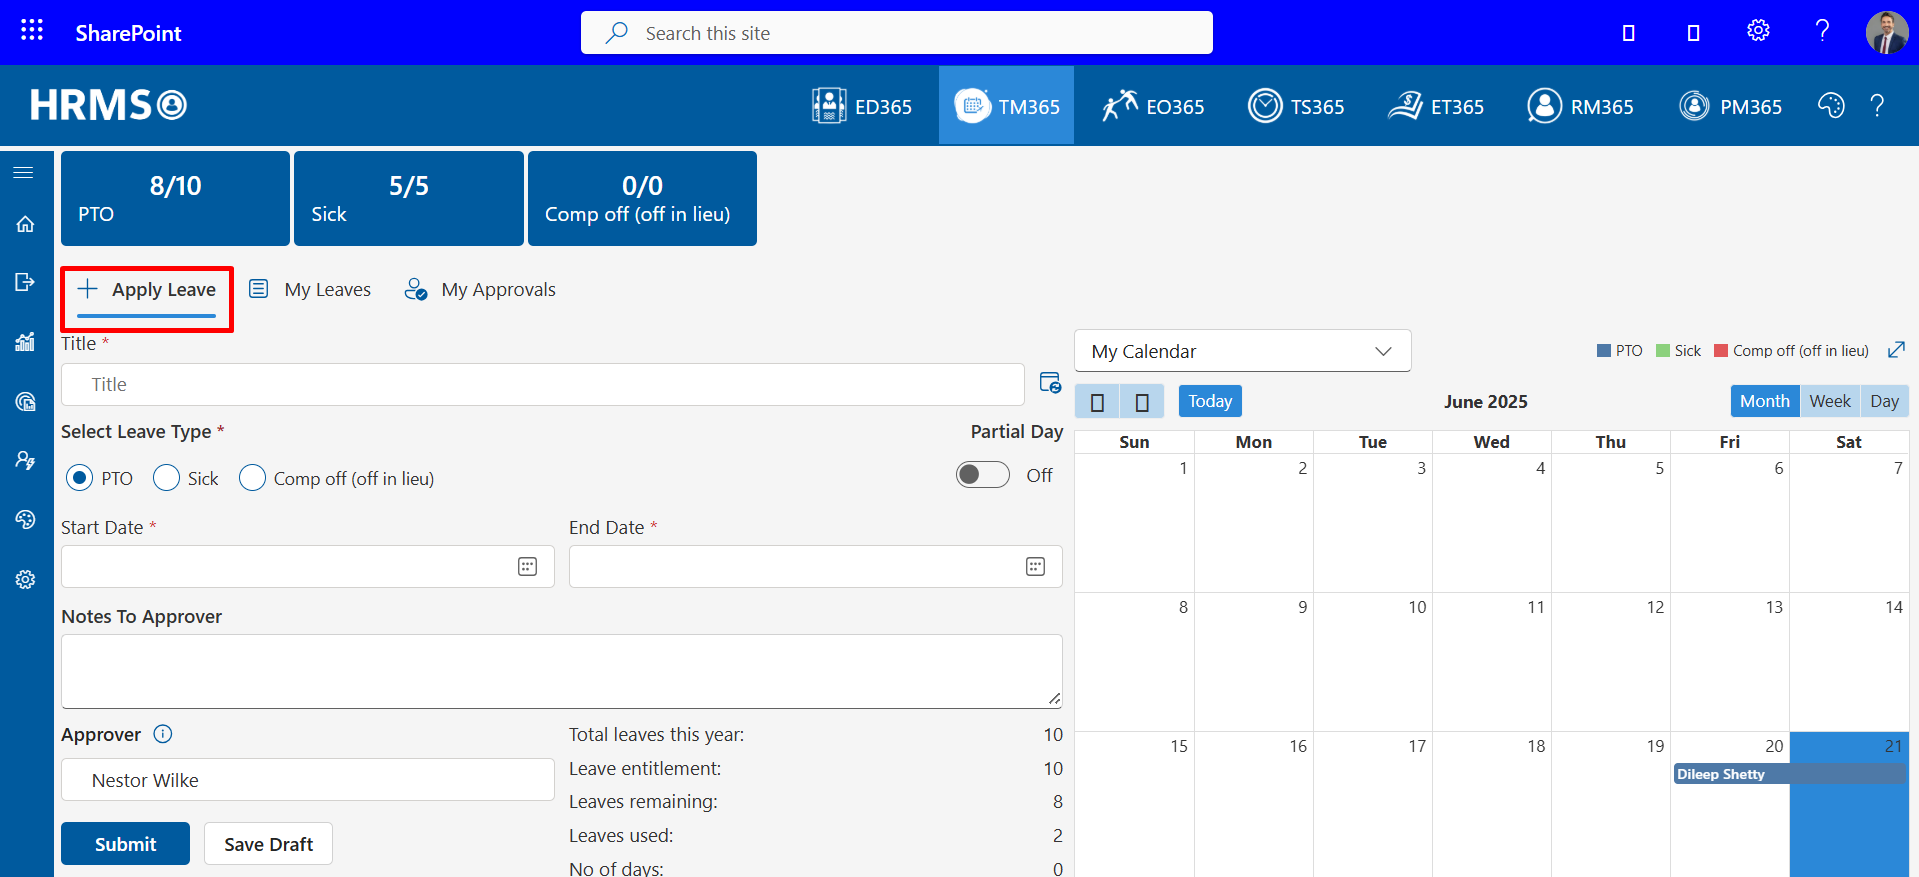 SharePoint
Search this site
HRMS
ED365
TM365
EO365
TS365
ET365
RM365
PM365
8/10
PTO
5/5
Sick
0/0
Comp off (off in lieu)
Apply Leave
My Leaves
My Approvals
Title *
Title
Select Leave Type *
Partial Day
PTO
Sick
Comp off (off in lieu)
Off
Start Date *
End Date *
Notes To Approver
Approver
Nestor Wilke
Total leaves this year: 10
Leave entitlement: 10
Leaves remaining: 8
Leaves used: 2
No of days: 0
Submit
Save Draft
My Calendar
PTO
Sick
Comp off (off in lieu)
Today
June 2025
Month
Week
Day
Sun Mon Tue Wed Thu Fri Sat
1 2 3 4 5 6 7
8 9 10 11 12 13 14
15 16 17 18 19 20 21
Dileep Shetty